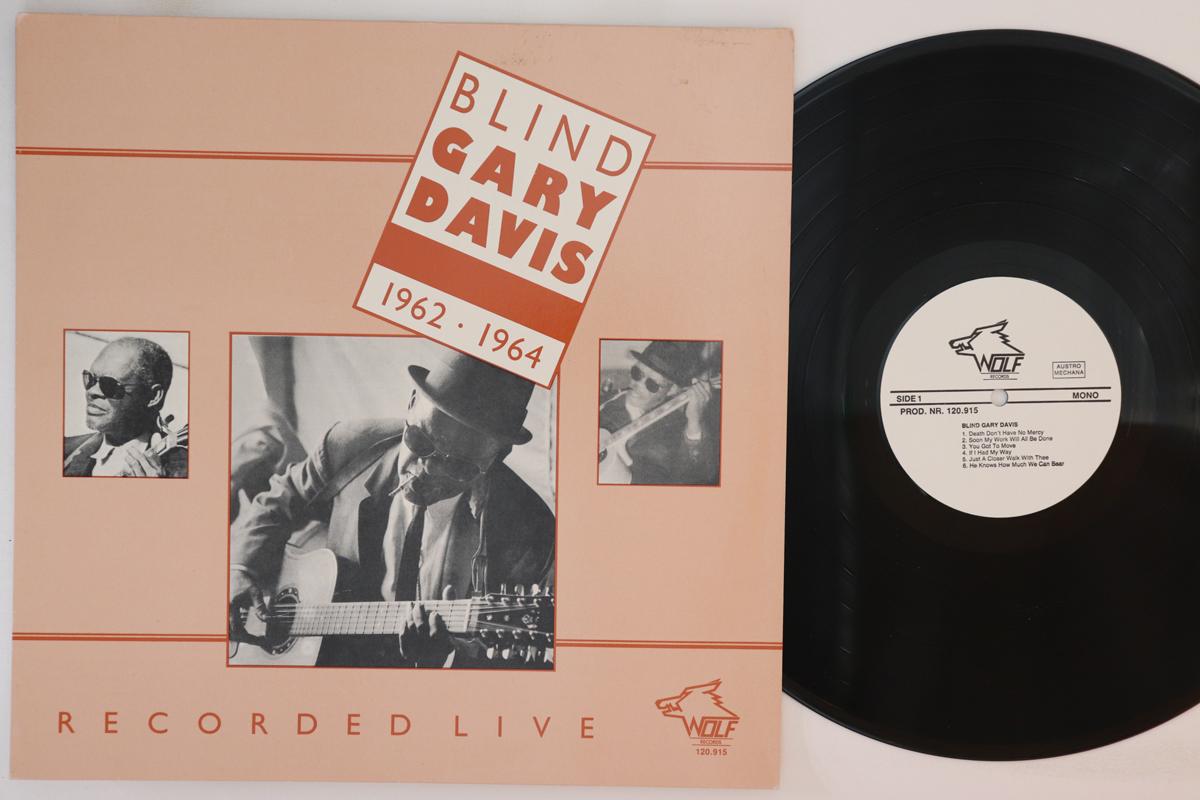 BLIND
GARY
DAVIS
1962 · 1964
RECORDED LIVE
WOLF
RECORDS
120.915
WOLF
RECORDS
AUSTRO
MECHANA
SIDE 1
MONO
PROD. NR. 120.915
BLIND GARY DAVIS
1. Death Don't Have No Mercy
2. Soon My Work Will All Be Done
3. You Got To Move
4. If I Had My Way
5. Just A Closer Walk With Thee
6. He Knows How Much We Can Bear